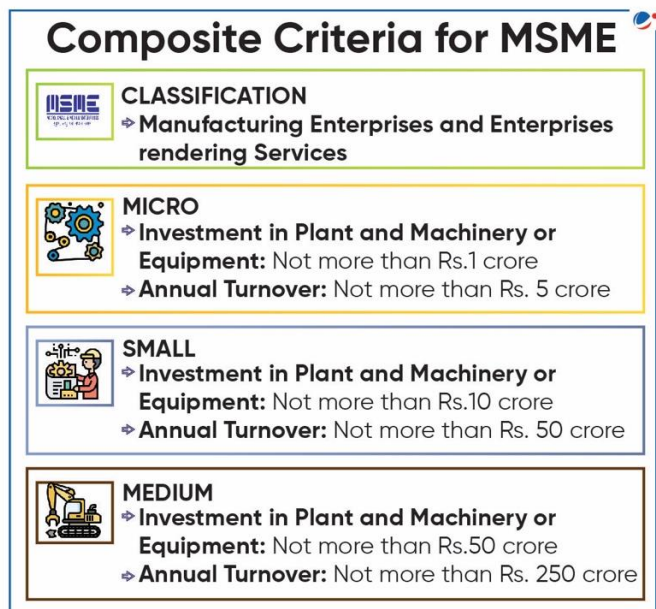 Composite Criteria for MSME
MSME
CLASSIFICATION
Manufacturing Enterprises and Enterprises
rendering Services
MICRO
Investment in Plant and Machinery or
Equipment: Not more than Rs.1 crore
Annual Turnover: Not more than Rs. 5 crore
SMALL
Investment in Plant and Machinery or
Equipment: Not more than Rs.10 crore
Annual Turnover: Not more than Rs. 50 crore
MEDIUM
Investment in Plant and Machinery or
Equipment: Not more than Rs.50 crore
Annual Turnover: Not more than Rs. 250 crore